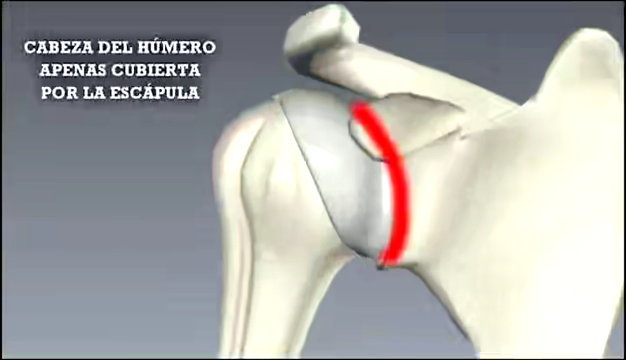 CABEZA DEL HÚMERO
APENAS CUBIERTA
POR LA ESCÁPULA